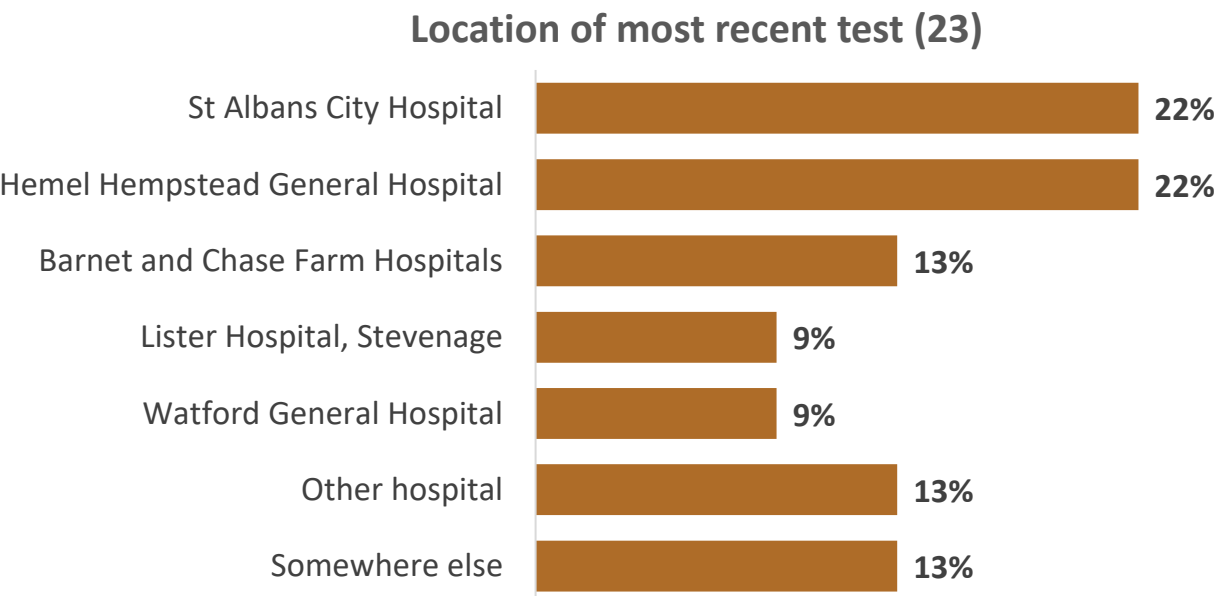 Location of most recent test (23)
St Albans City Hospital 22%
Hemel Hempstead General Hospital 22%
Barnet and Chase Farm Hospitals 13%
Lister Hospital, Stevenage 9%
Watford General Hospital 9%
Other hospital 13%
Somewhere else 13%